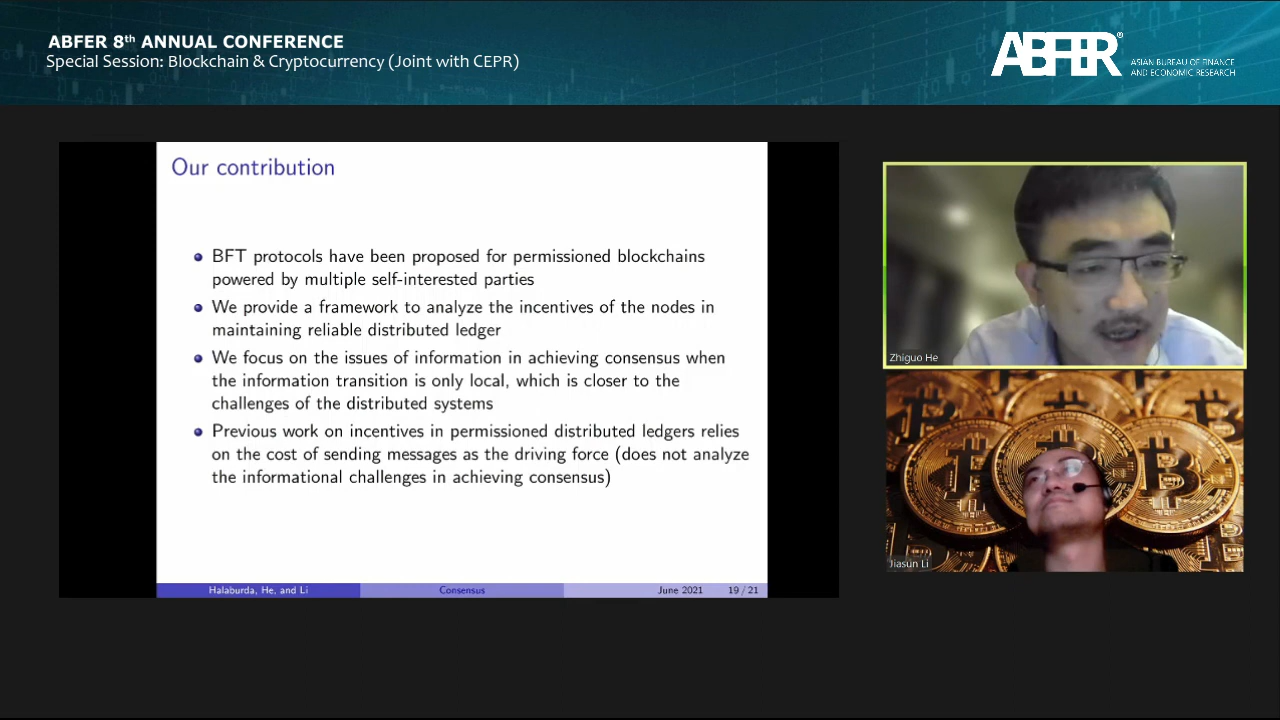 ABFER 8th ANNUAL CONFERENCE
Special Session: Blockchain & Cryptocurrency (Joint with CEPR)
ABFER®
ASIAN BUREAU OF FINANCE
AND ECONOMIC RESEARCH
Our contribution
BFT protocols have been proposed for permissioned blockchains
powered by multiple self-interested parties
We provide a framework to analyze the incentives of the nodes in
maintaining reliable distributed ledger
We focus on the issues of information in achieving consensus when
the information transition is only local, which is closer to the
challenges of the distributed systems
Previous work on incentives in permissioned distributed ledgers relies
on the cost of sending messages as the driving force (does not analyze
the informational challenges in achieving consensus)
Halaburda, He, and Li
Consensus
June 2021
19 / 21
Zhiguo He
Jiasun Li